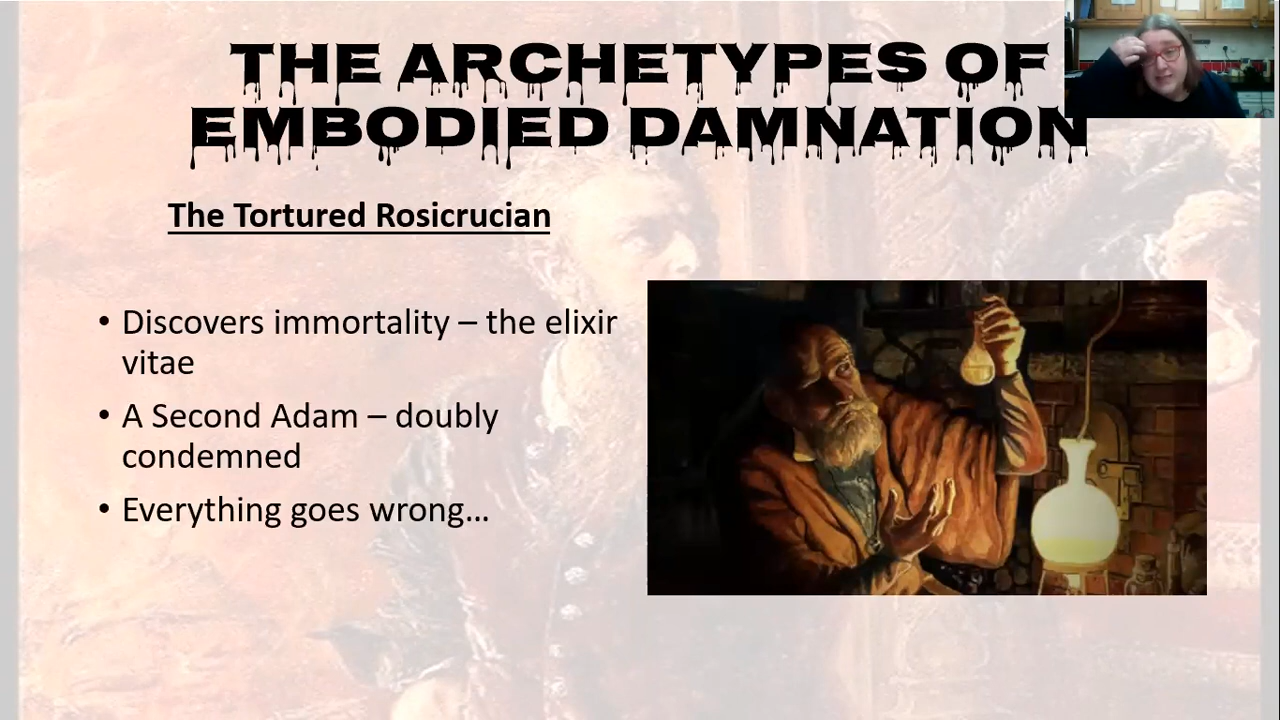 THE ARCHETYPES OF
EMBODIED DAMNATION
The Tortured Rosicrucian
• Discovers immortality – the elixir
vitae
• A Second Adam – doubly
condemned
• Everything goes wrong…